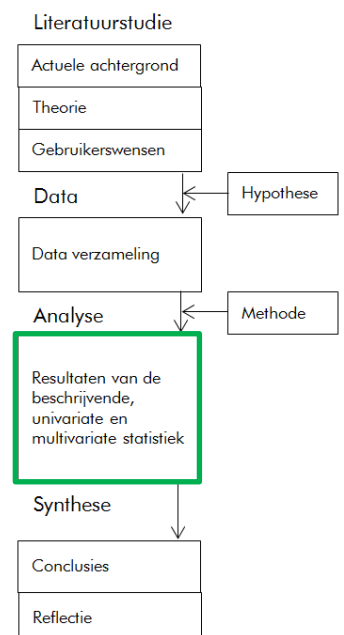 Literatuurstudie
Actuele achtergrond
Theorie
Gebruikerswensen
Hypothese
Data
Data verzameling
Methode
Analyse
Resultaten van de
beschrijvende,
univariate en
multivariate statistiek
Synthese
Conclusies
Reflectie